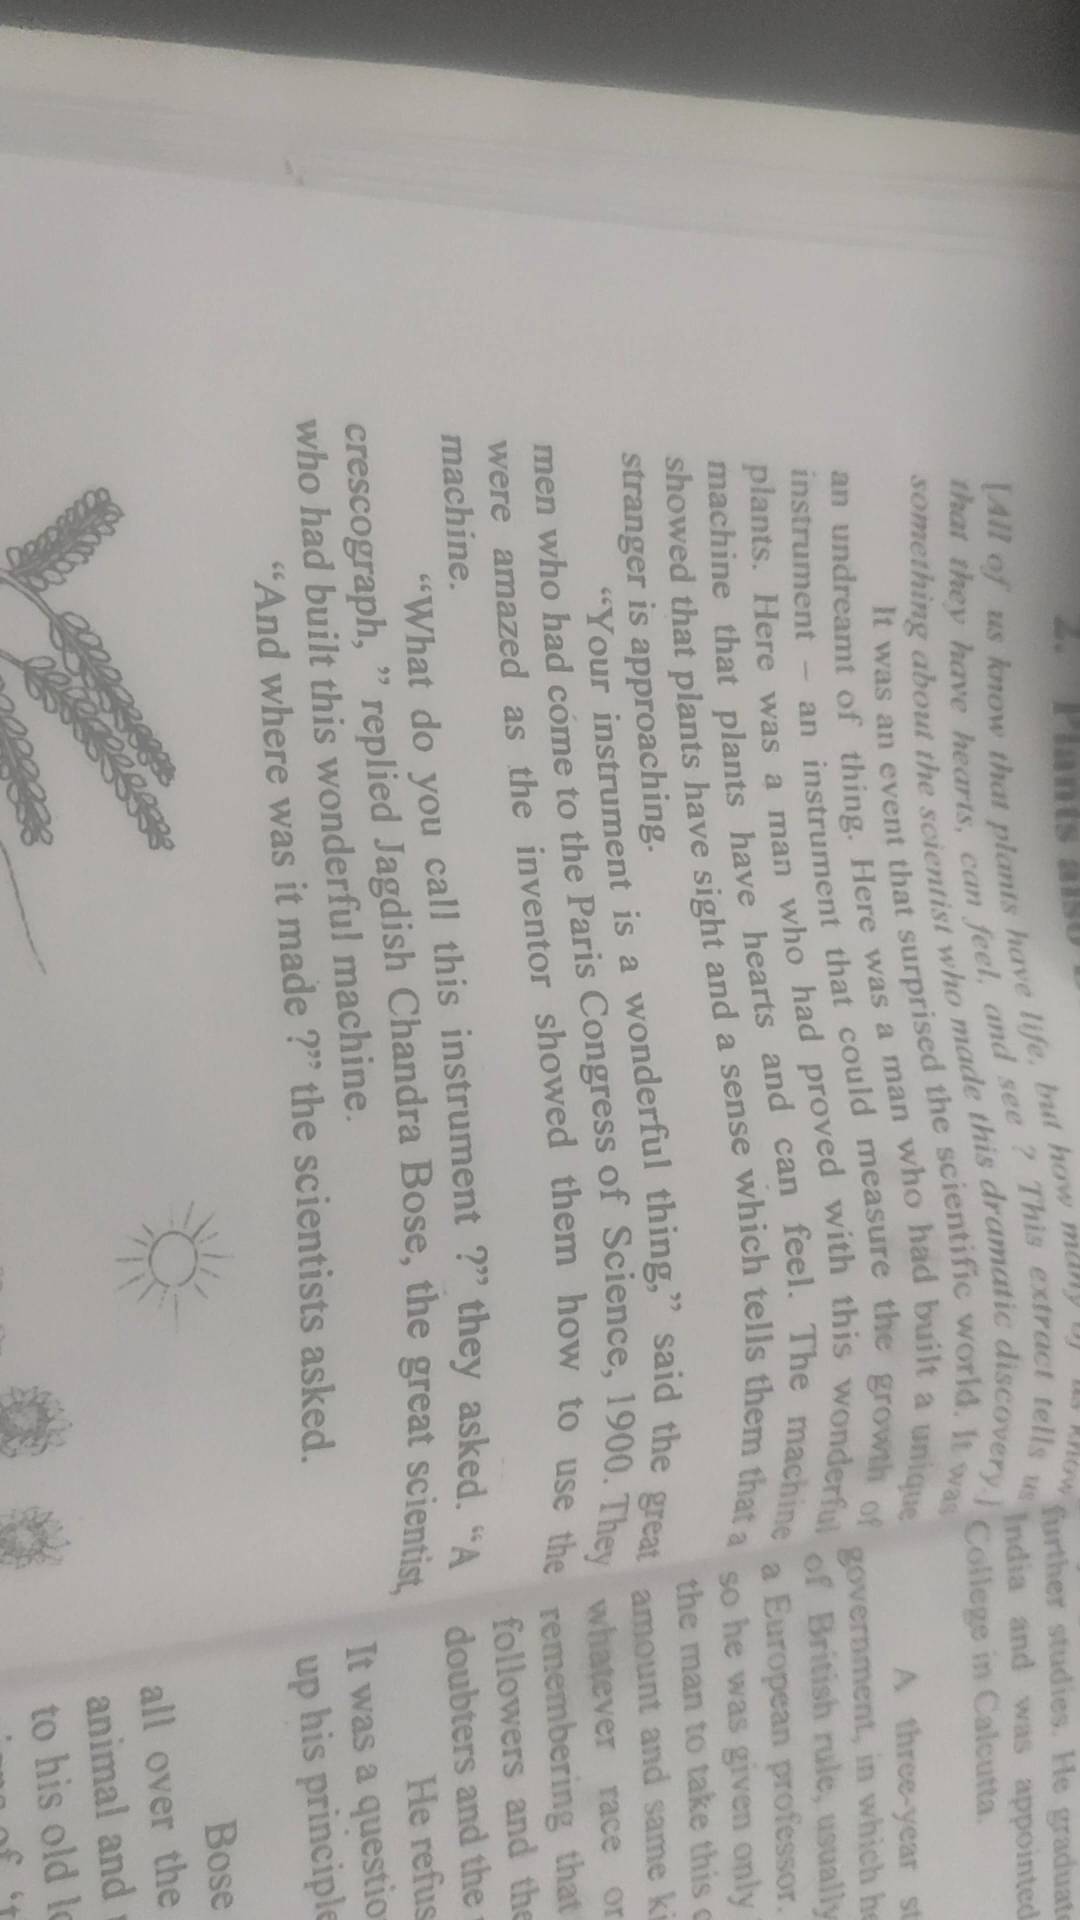 2. Plants also
[All of us know that plants have life, but how many of us know
that they have hearts, can feel, and see ? This extract tells us
something about the scientist who made this dramatic discovery.]
It was an event that surprised the scientific world. It was
an undreamt of thing. Here was a man who had built a unique
instrument – an instrument that could measure the growth of
plants. Here was a man who had proved with this wonderful
machine that plants have hearts and can feel. The machine
showed that plants have sight and a sense which tells them that a
stranger is approaching.
“Your instrument is a wonderful thing,” said the great
men who had come to the Paris Congress of Science, 1900. They
were amazed as the inventor showed them how to use the
machine.
“What do you call this instrument ?” they asked. “A
crescograph, ” replied Jagdish Chandra Bose, the great scientist,
who had built this wonderful machine.
“And where was it made ?” the scientists asked.
further studies. He
India and was appointed
College in Calcutta.
A three-year
government, in which
of British rule, usually
a European professor.
so he was given only
the man to take this
amount and same
whatever race or
remembering that
followers and the
doubters and the
He
It was a
up his
Bose
all over the
animal and
to his old